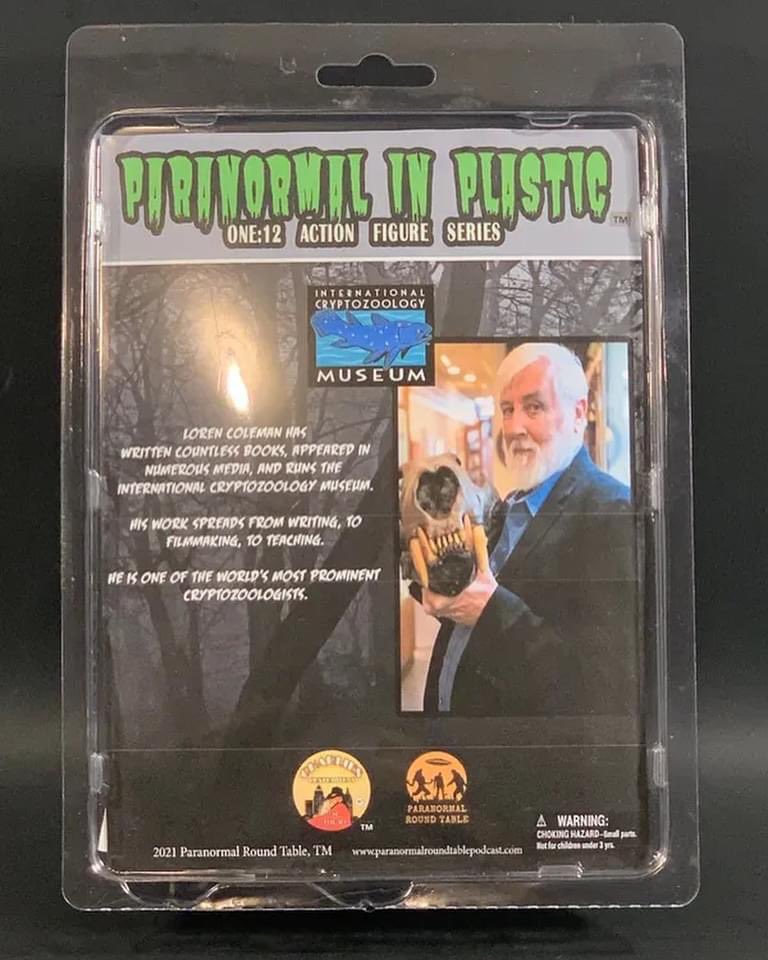 PARANORMAL IN PLASTIC
TM
ONE:12 ACTION FIGURE SERIES
INTERNATIONAL
CRYPTOZOOLOGY
MUSEUM
LOREN COLEMAN HAS
WRITTEN COUNTLESS BOOKS, APPEARED IN
NUMEROUS MEDIA, AND RUNS THE
INTERNATIONAL CRYPTOZOOLOGY MUSEUM.
HIS WORK SPREADS FROM WRITING, TO
FILMMAKING, TO TEACHING.
HE IS ONE OF THE WORLD'S MOST PROMINENT
CRYPTOZOOLOGISTS.
TM
PARANORMAL
ROUND TABLE
WARNING:
CHOKING HAZARD-Small parts.
Not for children under 3 yrs.
2021 Paranormal Round Table, TM www.paranormalroundtablepodcast.com